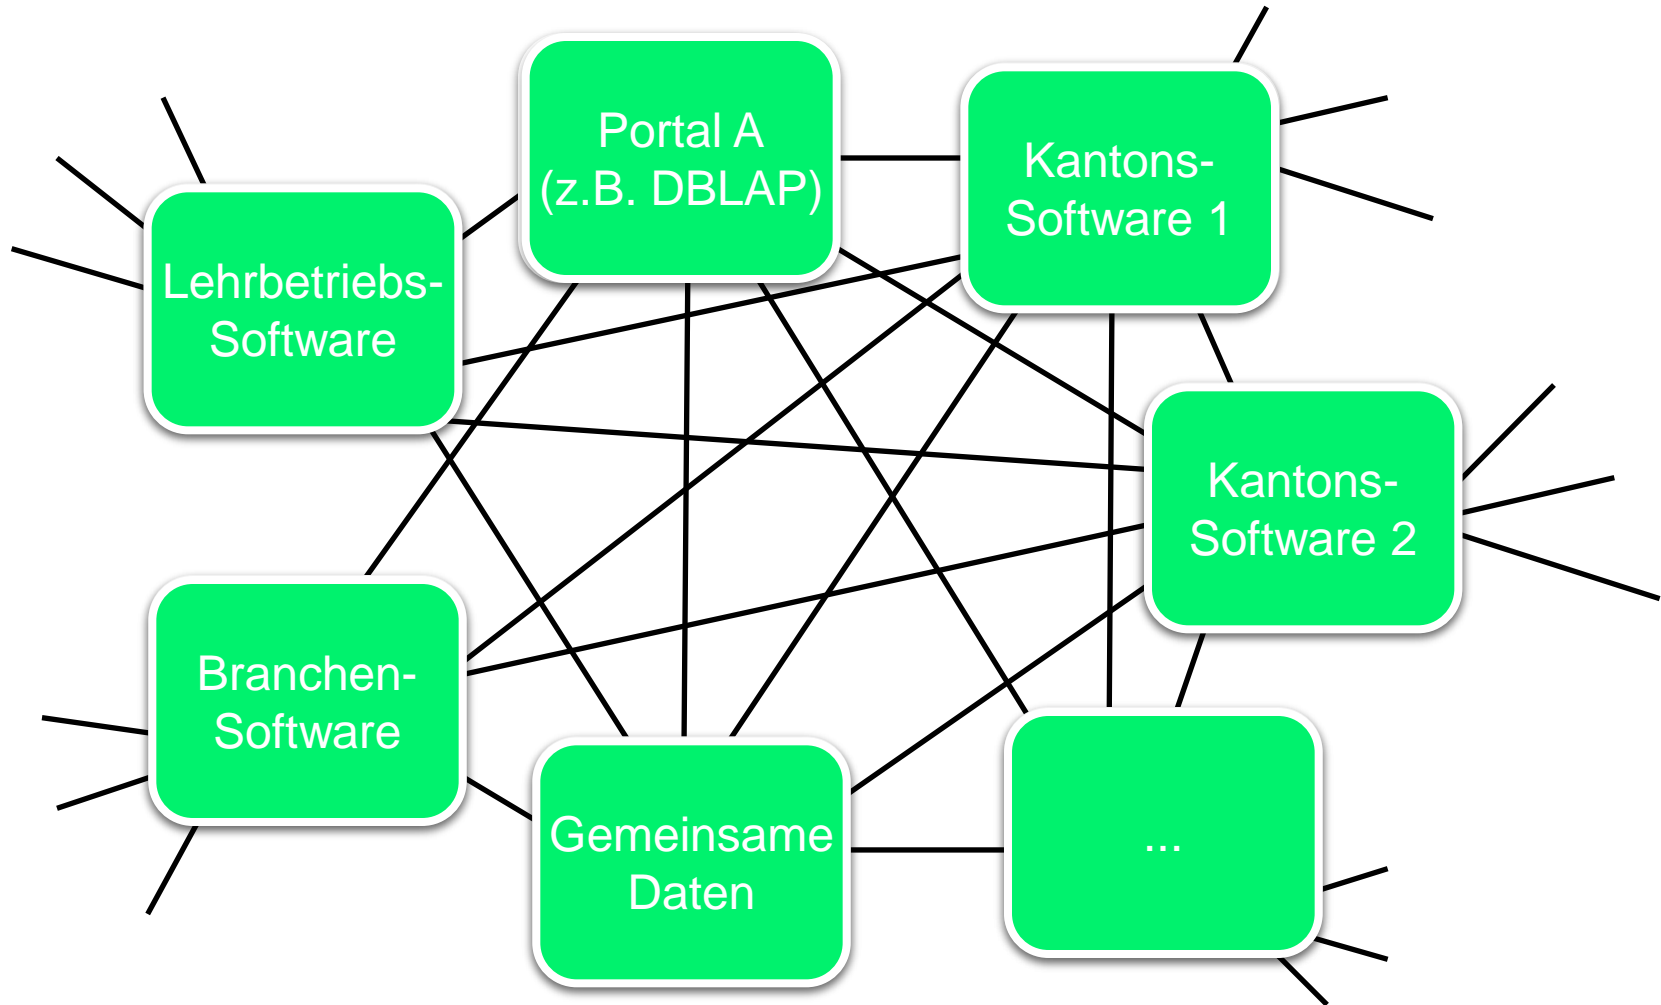 Portal A
(z.B. DBLAP)
Kantons-
Software 1
Lehrbetriebs-
Software
Kantons-
Software 2
Branchen-
Software
Gemeinsame
Daten
...